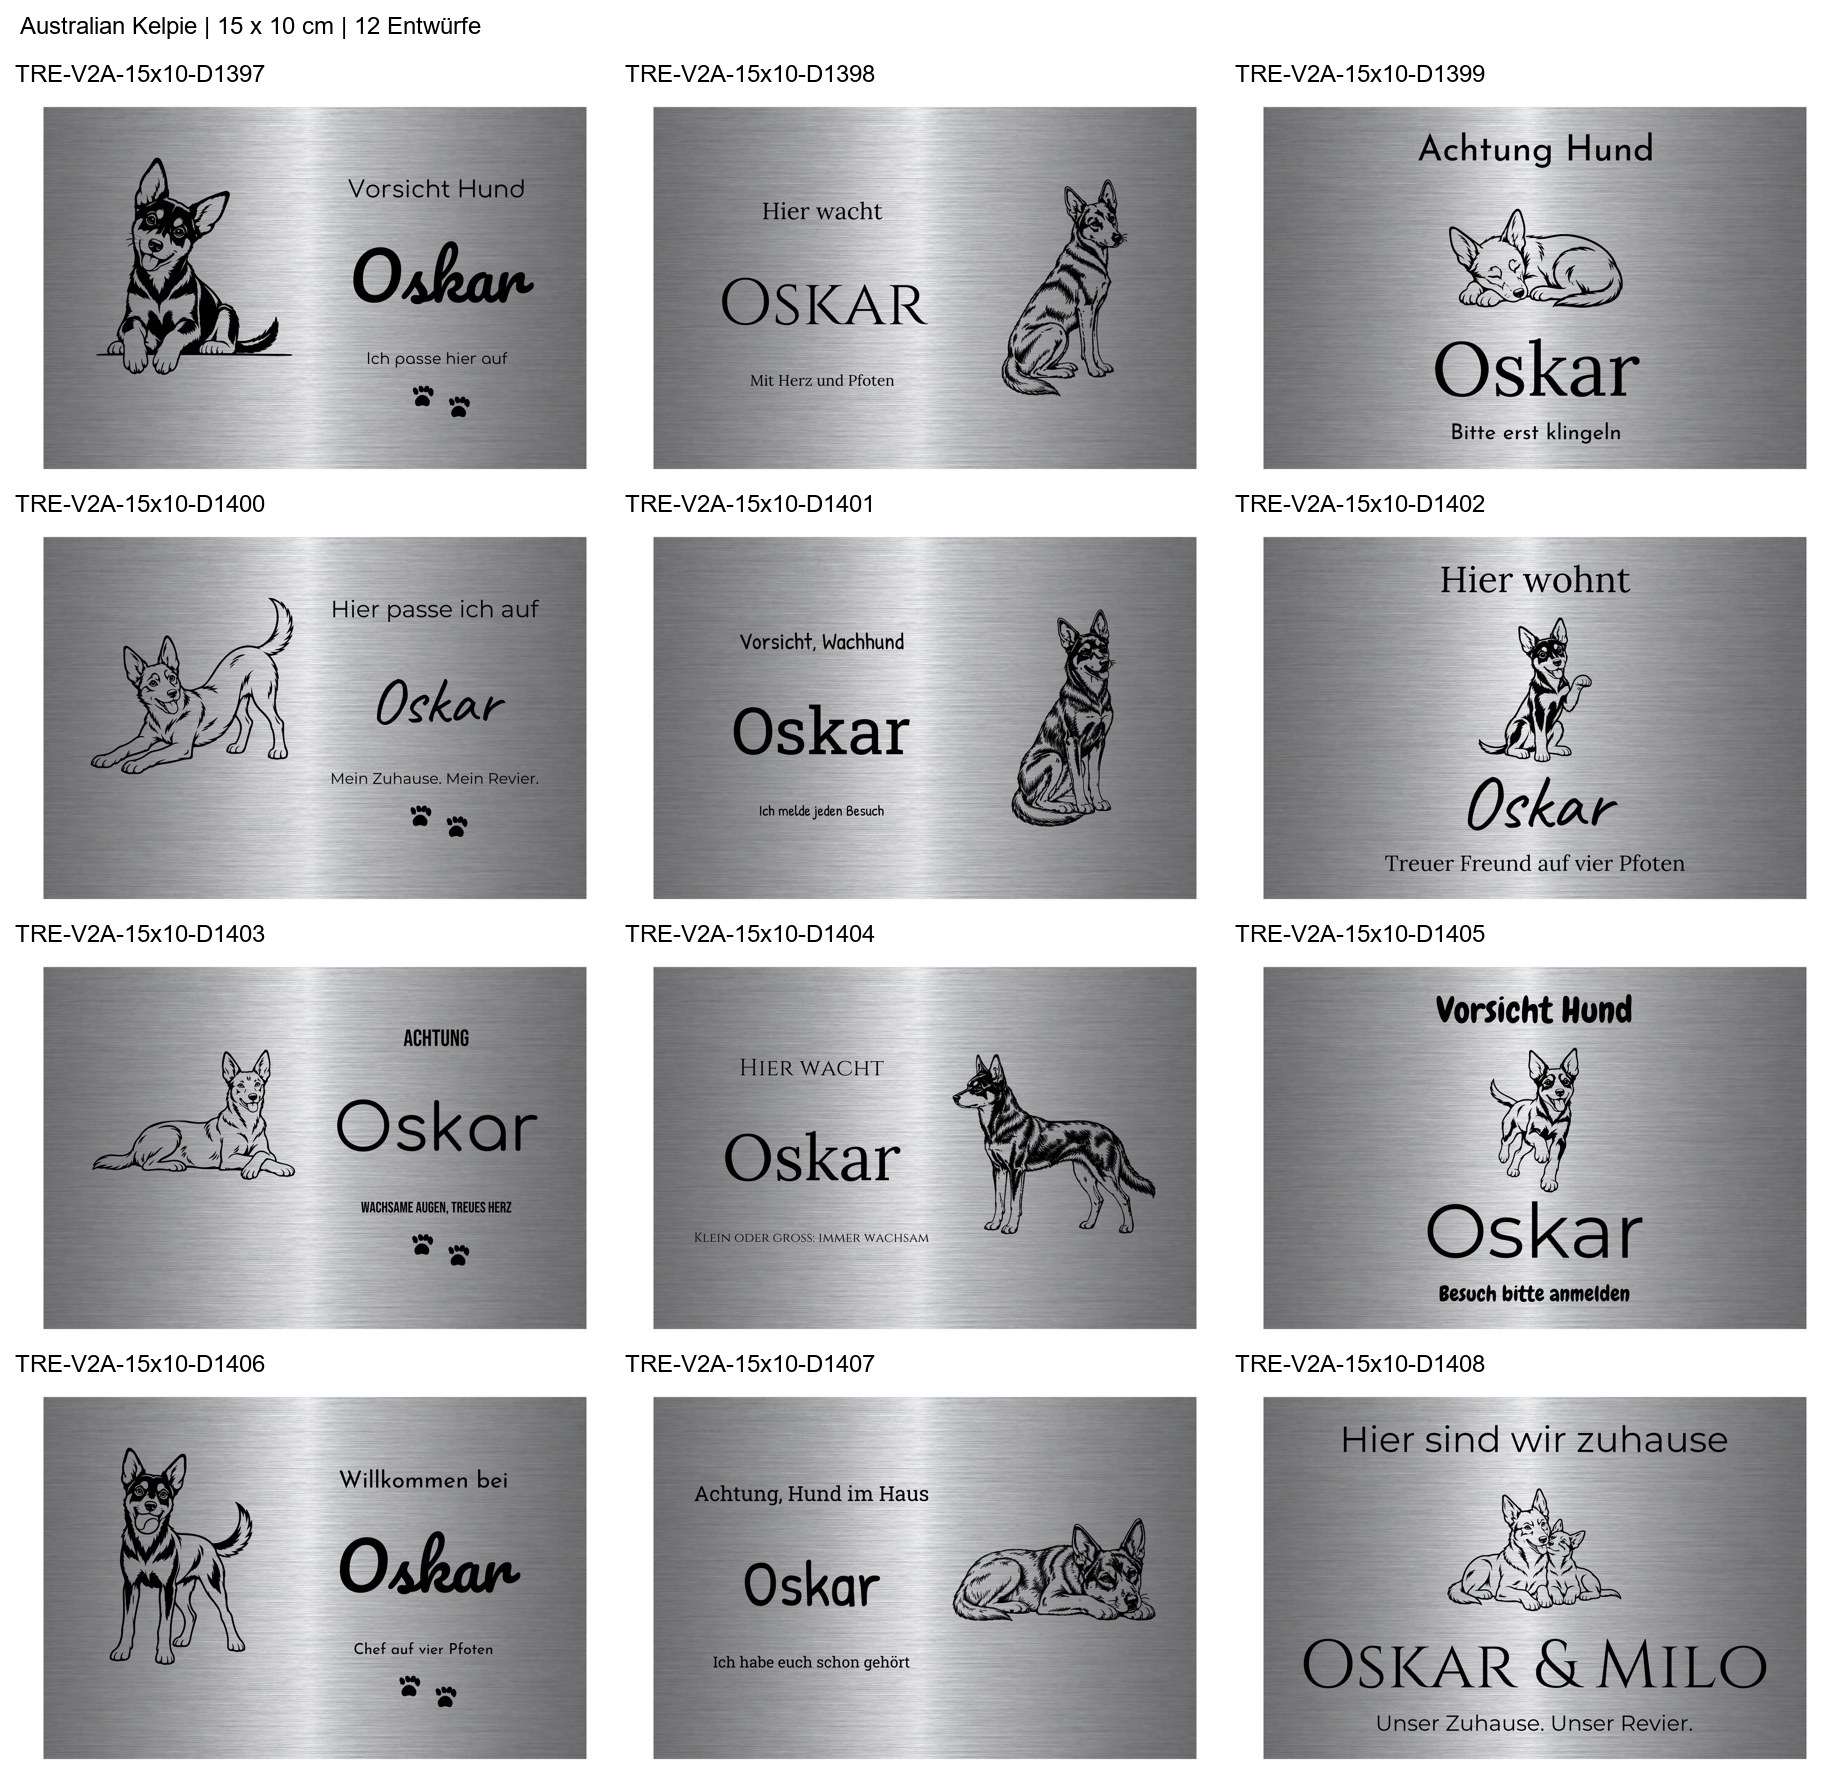 Australian Kelpie | 15 x 10 cm | 12 Entwürfe
TRE-V2A-15x10-D1397
Vorsicht Hund
Oskar
Ich passe hier auf
TRE-V2A-15x10-D1398
Hier wacht
Oskar
Mit Herz und Pfoten
TRE-V2A-15x10-D1399
Achtung Hund
Oskar
Bitte erst klingeln
TRE-V2A-15x10-D1400
Hier passe ich auf
Oskar
Mein Zuhause. Mein Revier.
TRE-V2A-15x10-D1401
Vorsicht, Wachhund
Oskar
Ich melde jeden Besuch
TRE-V2A-15x10-D1402
Hier wohnt
Oskar
Treuer Freund auf vier Pfoten
TRE-V2A-15x10-D1403
ACHTUNG
Oskar
WACHSAME AUGEN, TREUES HERZ
TRE-V2A-15x10-D1404
Hier wacht
Oskar
Klein oder gross: immer wachsam
TRE-V2A-15x10-D1405
Vorsicht Hund
Oskar
Besuch bitte anmelden
TRE-V2A-15x10-D1406
Willkommen bei
Oskar
Chef auf vier Pfoten
TRE-V2A-15x10-D1407
Achtung, Hund im Haus
Oskar
Ich habe euch schon gehört
TRE-V2A-15x10-D1408
Hier sind wir zuhause
Oskar & Milo
Unser Zuhause. Unser Revier.